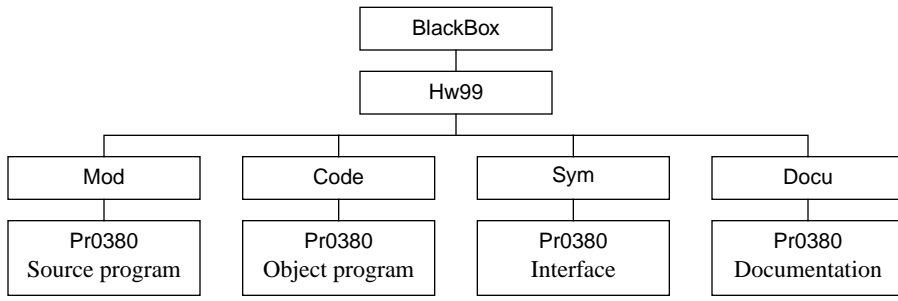 BlackBox
Hw99
Mod
Code
Sym
Docu
Pr0380
Source program
Pr0380
Object program
Pr0380
Interface
Pr0380
Documentation